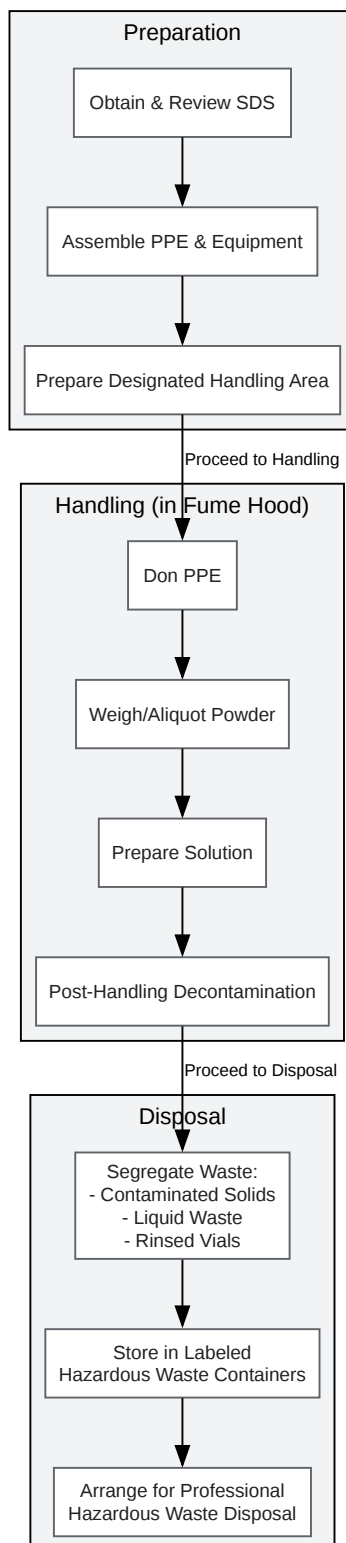 Preparation
Obtain & Review SDS
Assemble PPE & Equipment
Prepare Designated Handling Area
Proceed to Handling
Handling (in Fume Hood)
Don PPE
Weigh/Aliquot Powder
Prepare Solution
Post-Handling Decontamination
Proceed to Disposal
Disposal
Segregate Waste:
- Contaminated Solids
- Liquid Waste
- Rinsed Vials
Store in Labeled
Hazardous Waste Containers
Arrange for Professional
Hazardous Waste Disposal